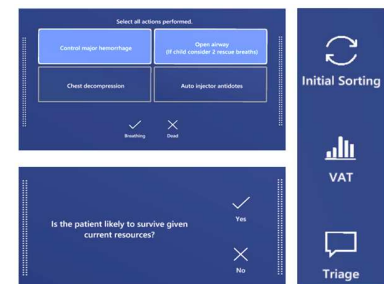 Select all actions performed.
Control major hemorrhage
Open airway
(If child consider 2 rescue breaths)
Chest decompression
Auto injector antidotes
Breathing
Dead
Is the patient likely to survive given
current resources?
Yes
No
Initial Sorting
VAT
Triage